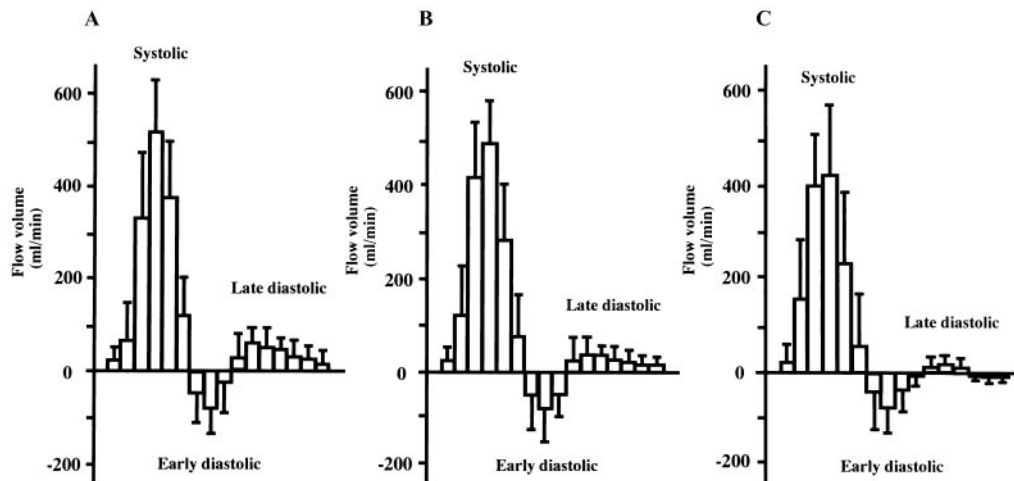 A
Systolic
600
400
200
0
-200
Flow volume
(ml/min)
Late diastolic
Early diastolic
B
Systolic
600
400
200
0
-200
Flow volume
(ml/min)
Late diastolic
Early diastolic
C
Systolic
600
400
200
0
-200
Flow volume
(ml/min)
Late diastolic
Early diastolic